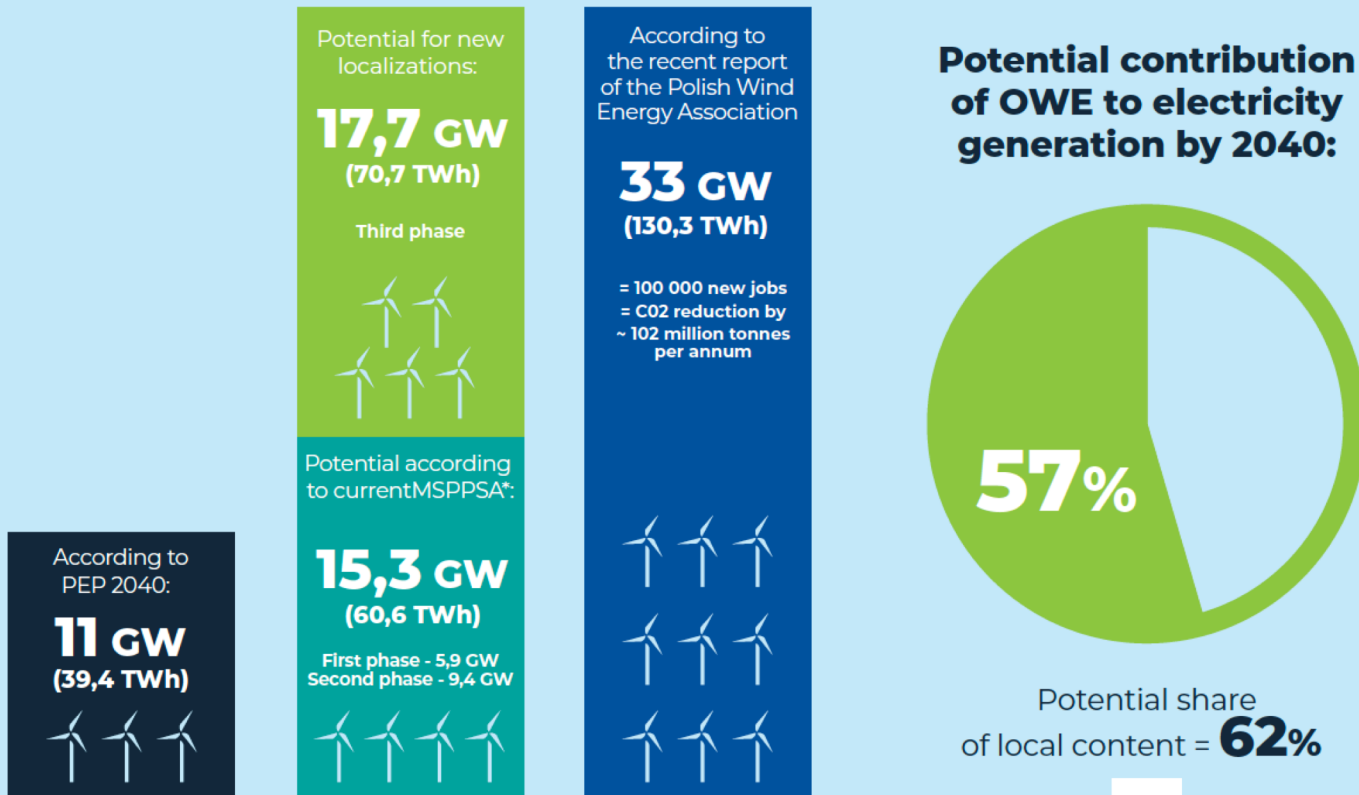 According to
PEP 2040:
11 GW
(39,4 TWh)
Potential for new
localizations:
17,7 GW
(70,7 TWh)
Third phase
Potential according
to currentMSPPSA*:
15,3 GW
(60,6 TWh)
First phase - 5,9 GW
Second phase - 9,4 GW
According to
the recent report
of the Polish Wind
Energy Association
33 GW
(130,3 TWh)
= 100 000 new jobs
= C02 reduction by
~ 102 million tonnes
per annum
Potential contribution
of OWE to electricity
generation by 2040:
57%
Potential share
of local content = 62%